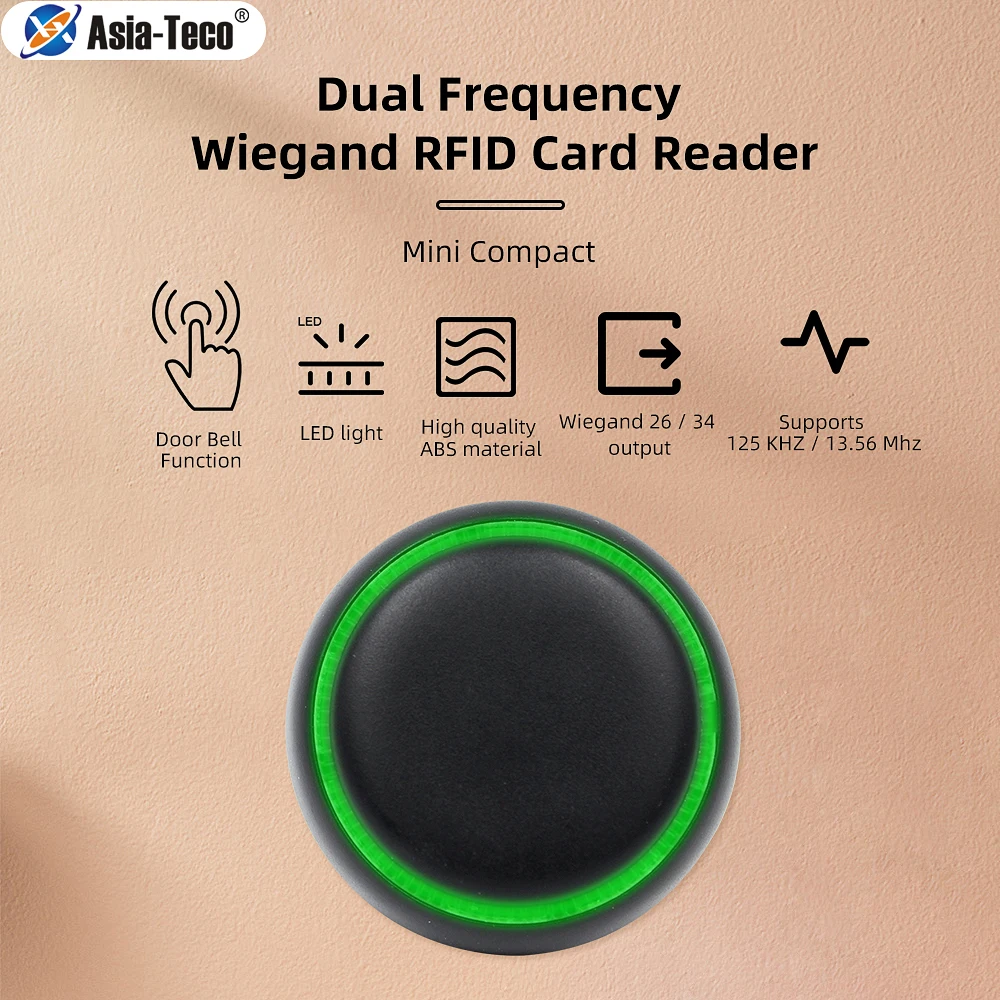 Asia-Teco®
Dual Frequency
Wiegand RFID Card Reader
Mini Compact
LED
Door Bell
Function
LED light
High quality
ABS material
Wiegand 26 / 34
output
Supports
125 KHZ / 13.56 Mhz